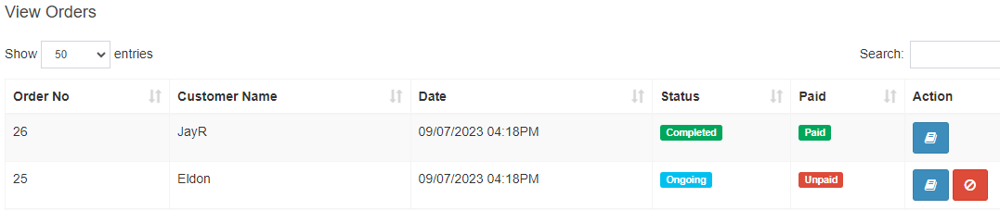 View Orders
Show 50 entries Search:
Order No Customer Name Date Status Paid Action
26 JayR 09/07/2023 04:18PM Completed Paid
25 Eldon 09/07/2023 04:18PM Ongoing Unpaid